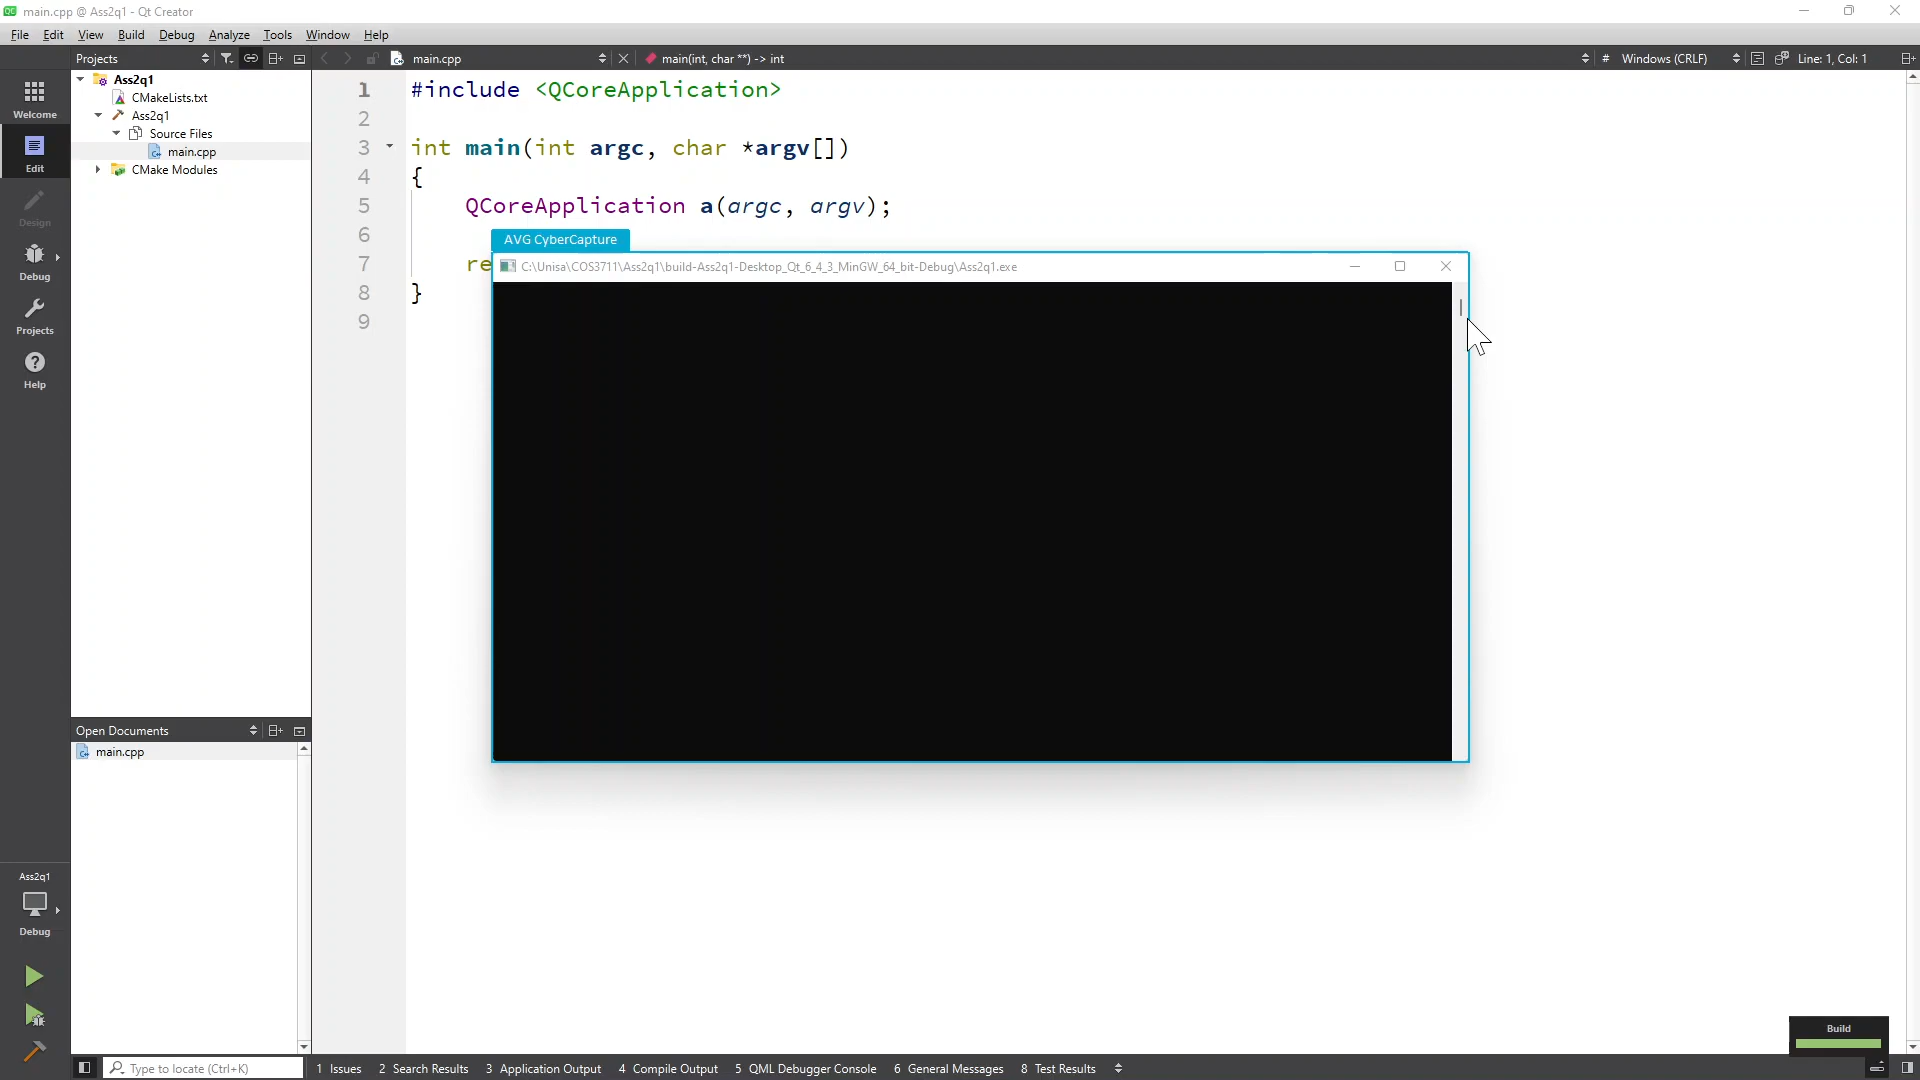 main.cpp @ Ass2q1 - Qt Creator
File Edit View Build Debug Analyze Tools Window Help
Projects main.cpp main(int, char **) -> int # Windows (CRLF) Line: 1, Col: 1
Welcome
Edit
Design
Debug
Projects
Help
Ass2q1
Debug
Ass2q1
CMakeLists.txt
Ass2q1
Source Files
main.cpp
CMake Modules
Open Documents
main.cpp
1 #include <QCoreApplication>
2
3 int main(int argc, char *argv[])
4 {
5 QCoreApplication a(argc, argv);
6
7 re
8 }
9
AVG CyberCapture
C:\Unisa\COS3711\Ass2q1\build-Ass2q1-Desktop_Qt_6_4_3_MinGW_64_bit-Debug\Ass2q1.exe
Build
Type to locate (Ctrl+K) 1 Issues 2 Search Results 3 Application Output 4 Compile Output 5 QML Debugger Console 6 General Messages 8 Test Results